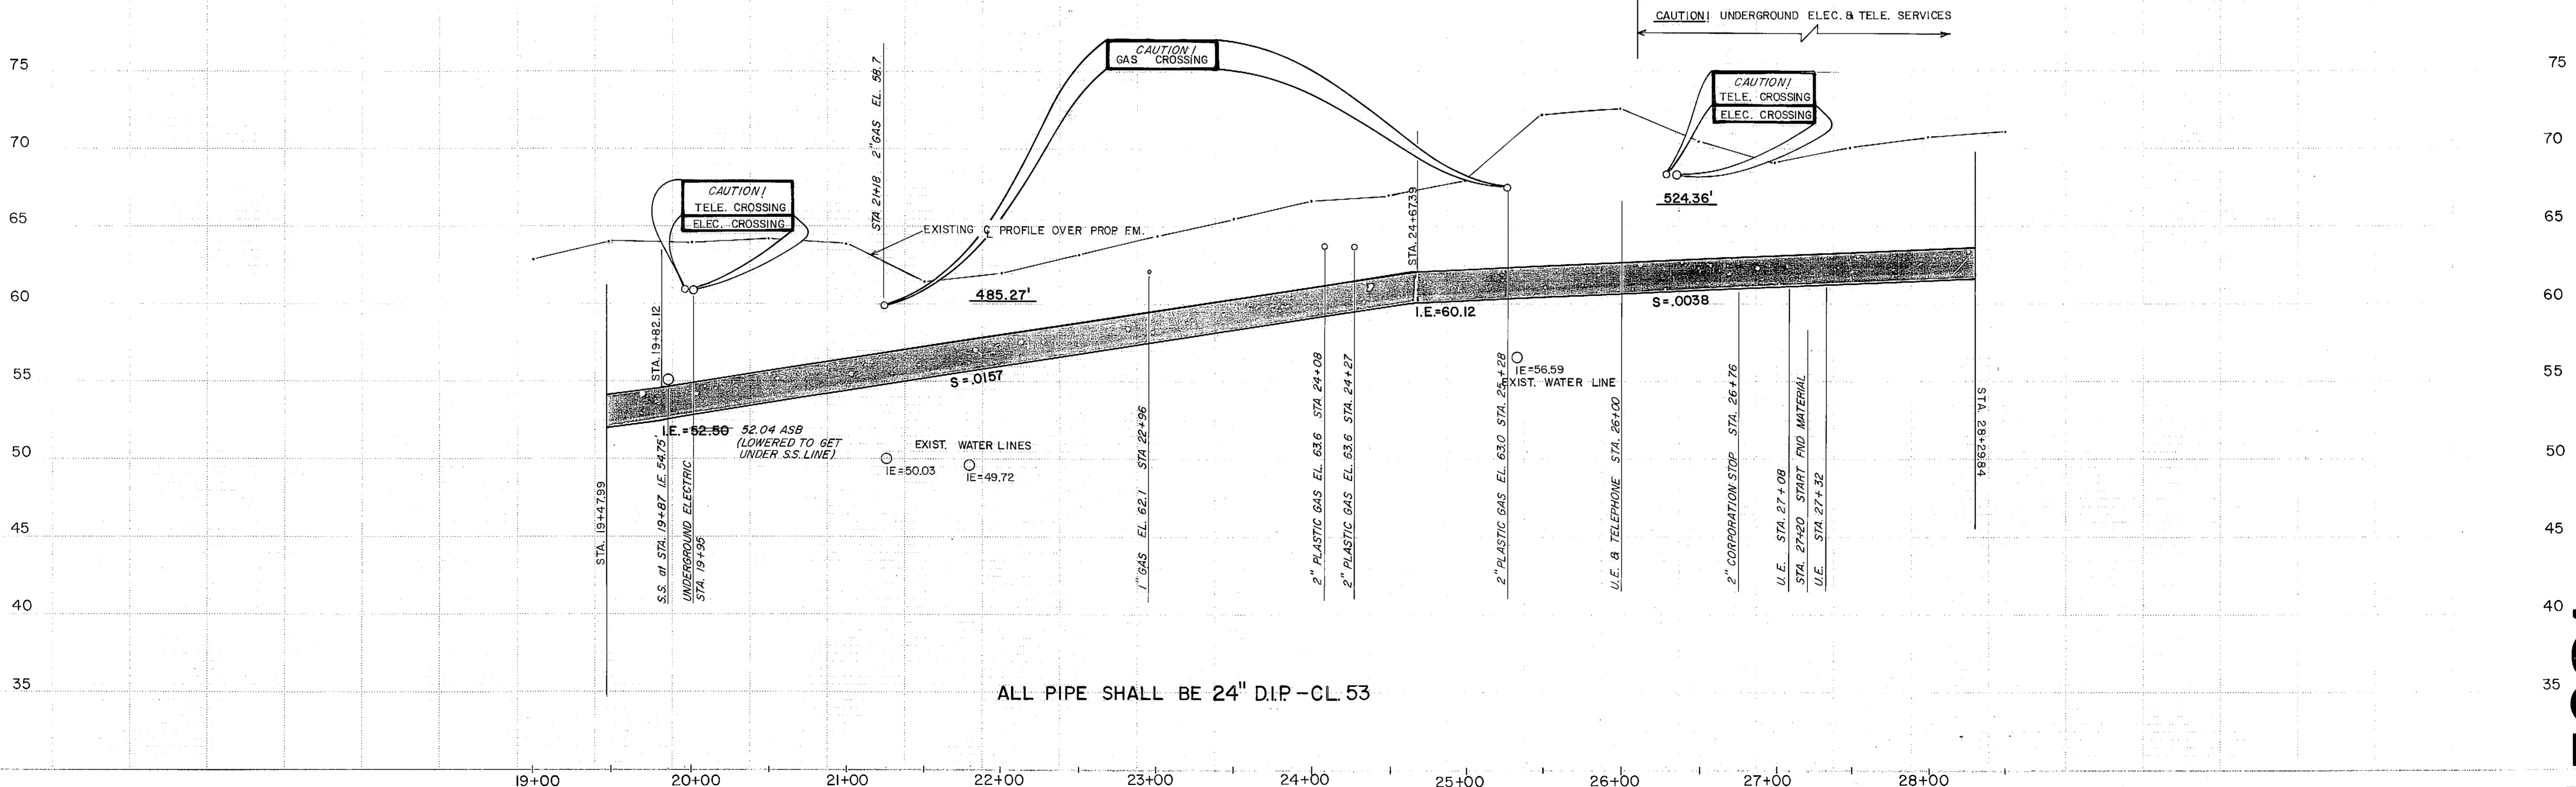 CAUTION! UNDERGROUND ELEC. & TELE. SERVICES
75
75
CAUTION!
GAS CROSSING
CAUTION!
TELE. CROSSING
ELEC. CROSSING
STA. 21+18 2" GAS EL. 58.7
70
70
CAUTION!
TELE. CROSSING
ELEC. CROSSING
524.36'
65
65
EXISTING ℄ PROFILE OVER PROP. F.M.
STA. 24+67.39
60
60
485.27'
I.E.=60.12
S=.0038
STA. 19+82.12
55
55
S=.0157
IE=56.59
EXIST. WATER LINE
I.E.=52.50 52.04 ASB
(LOWERED TO GET
UNDER S.S. LINE)
EXIST. WATER LINES
IE=50.03
IE=49.72
50
50
STA. 19+47.99
S.S. at STA. 19+87 I.E. 54.75'
UNDERGROUND ELECTRIC
STA. 19+95
1" GAS EL. 62.1 STA 22+96
2" PLASTIC GAS EL. 63.6 STA 24+08
2" PLASTIC GAS EL. 63.6 STA. 24+27
2" PLASTIC GAS EL. 63.0 STA. 25+28
U.E. & TELEPHONE STA. 26+00
2" CORPORATION STOP STA. 26+76
U.E. STA. 27+08
STA. 27+20 START FND MATERIAL
U.E. STA. 27+32
STA. 28+29.84
45
45
40
40
35
35
ALL PIPE SHALL BE 24" D.I.P.-CL. 53
19+00 20+00 21+00 22+00 23+00 24+00 25+00 26+00 27+00 28+00